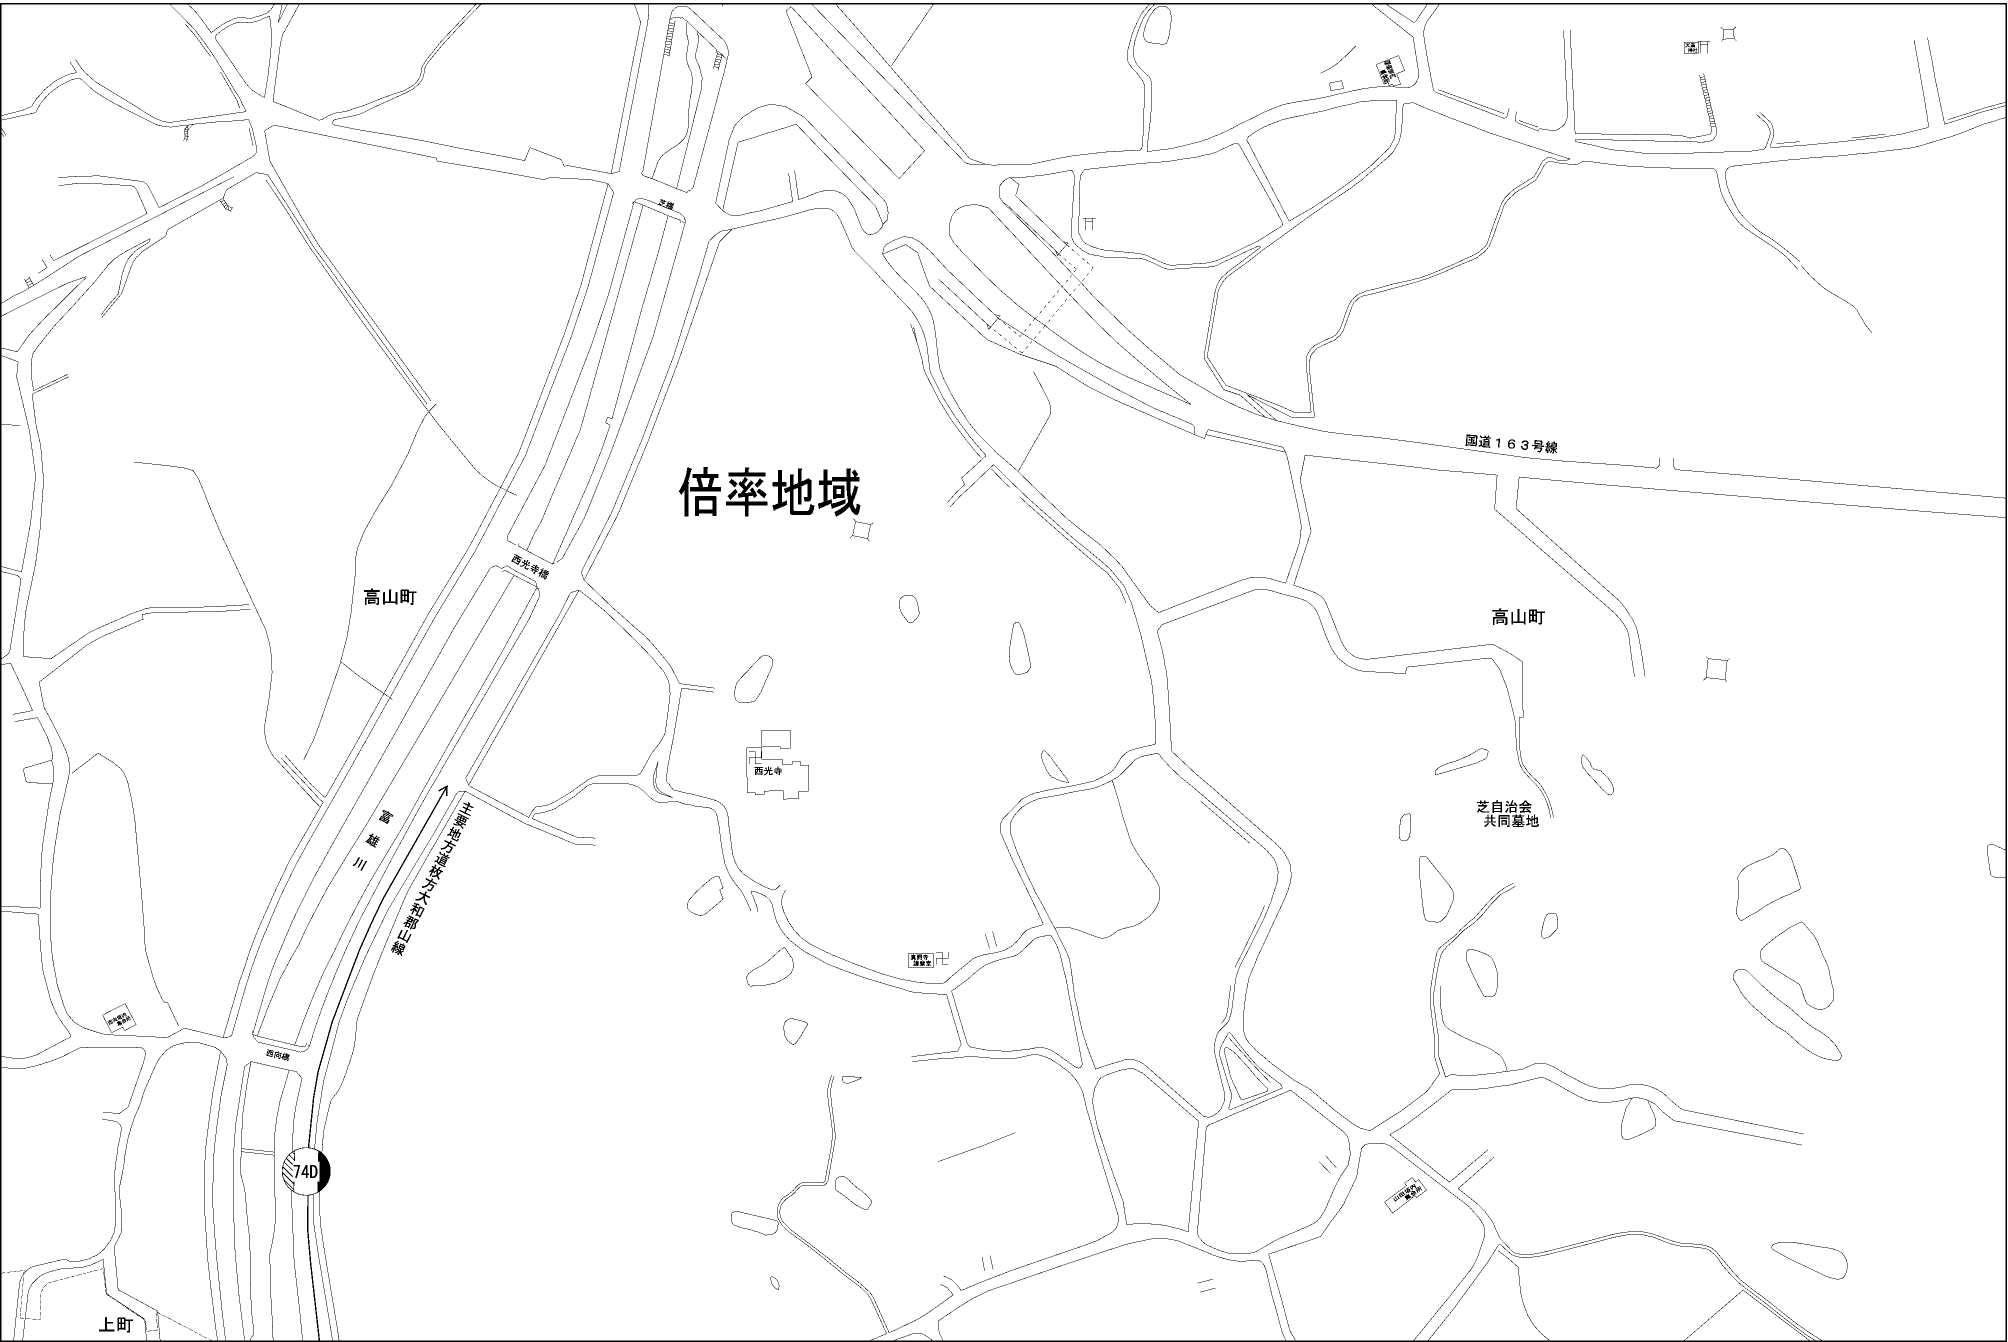 芝橋
国道１６３号線
倍率地域
西光寺橋
高山町
高山町
西光寺
芝自治会
共同墓地
富雄川
主要地方道枚方大和郡山線
西向橋
74D
上町